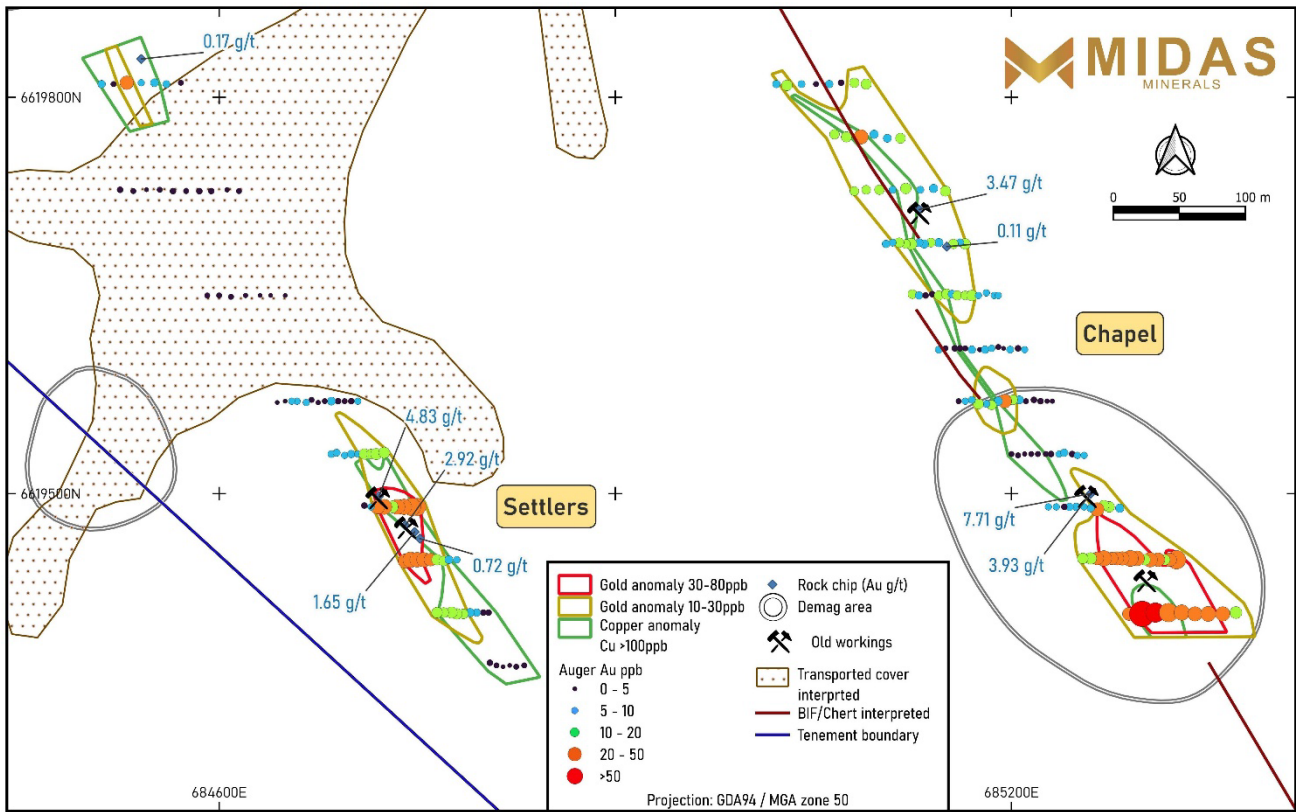 0.17 g/t
MIDAS
MINERALS
6619800N
3.47 g/t
0 50 100 m
0.11 g/t
Chapel
4.83 g/t
2.92 g/t
6619500N
Settlers
7.71 g/t
0.72 g/t
3.93 g/t
1.65 g/t
Gold anomaly 30-80ppb
Gold anomaly 10-30ppb
Copper anomaly
Cu >100ppb
Auger Au ppb
0 - 5
5 - 10
10 - 20
20 - 50
>50
Rock chip (Au g/t)
Demag area
Old workings
Transported cover
interprted
BIF/Chert interpreted
Tenement boundary
Projection: GDA94 / MGA zone 50
684600E
685200E